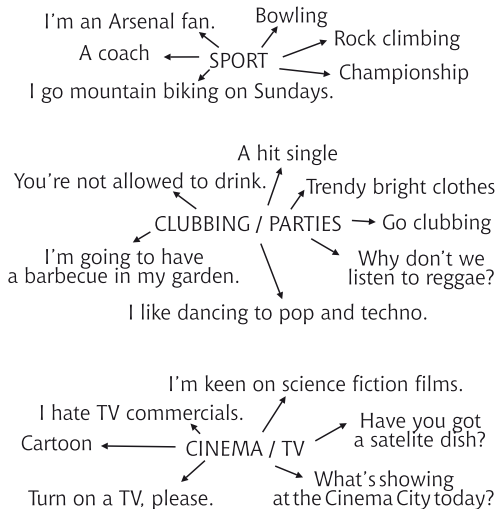 I'm an Arsenal fan.
Bowling
A coach
SPORT
Rock climbing
Championship
I go mountain biking on Sundays.
A hit single
You're not allowed to drink.
Trendy bright clothes
CLUBBING / PARTIES
Go clubbing
I'm going to have
a barbecue in my garden.
Why don't we
listen to reggae?
I like dancing to pop and techno.
I'm keen on science fiction films.
I hate TV commercials.
Cartoon
CINEMA / TV
Have you got
a satelite dish?
Turn on a TV, please.
What's showing
at the Cinema City today?